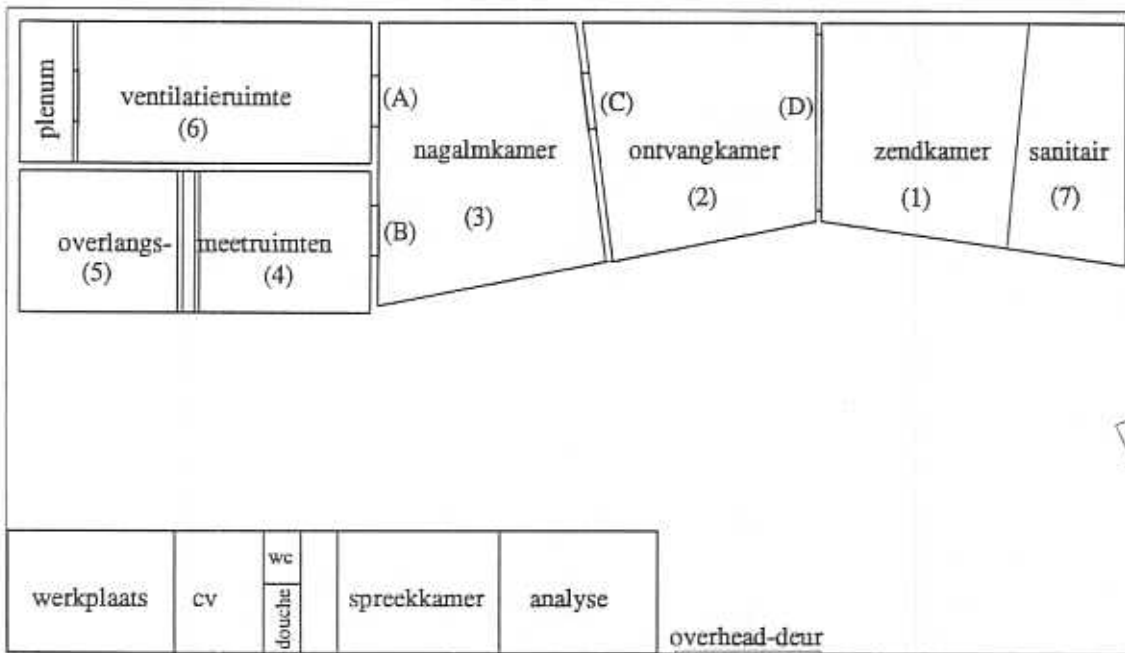 plenum
ventilatieruimte
(6)
(A)
nagalmkamer
(3)
(C)
ontvangkamer
(2)
(D)
zendkamer
(1)
sanitair
(7)
overlangs-
(5)
meetruimten
(4)
(B)
werkplaats
cv
wc
douche
spreekkamer
analyse
overhead-deur